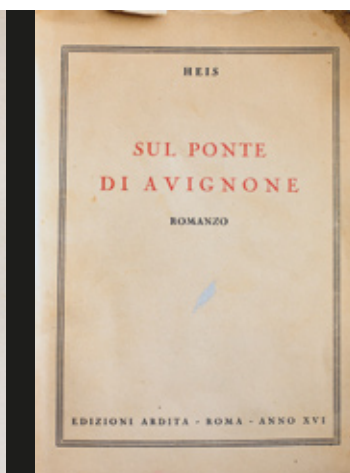 HEIS
SUL PONTE
DI AVIGNONE
ROMANZO
EDIZIONI ARDITA - ROMA - ANNO XVI